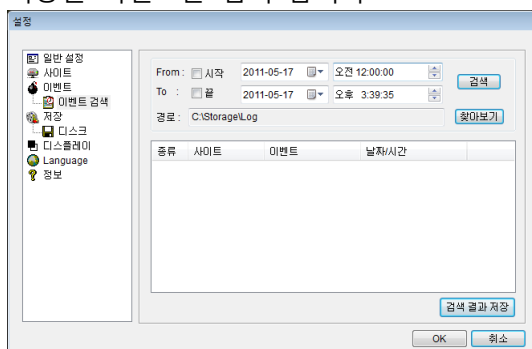 설정
일반 설정
사이트
이벤트
이벤트 검색
저장
디스크
디스플레이
Language
정보
From : 시작 2011-05-17 오전 12:00:00 검색
To : 끝 2011-05-17 오후 3:39:35
경로 : C:\Storage\Log 찾아보기
종류 사이트 이벤트 날짜/시간
검색 결과 저장
OK 취소